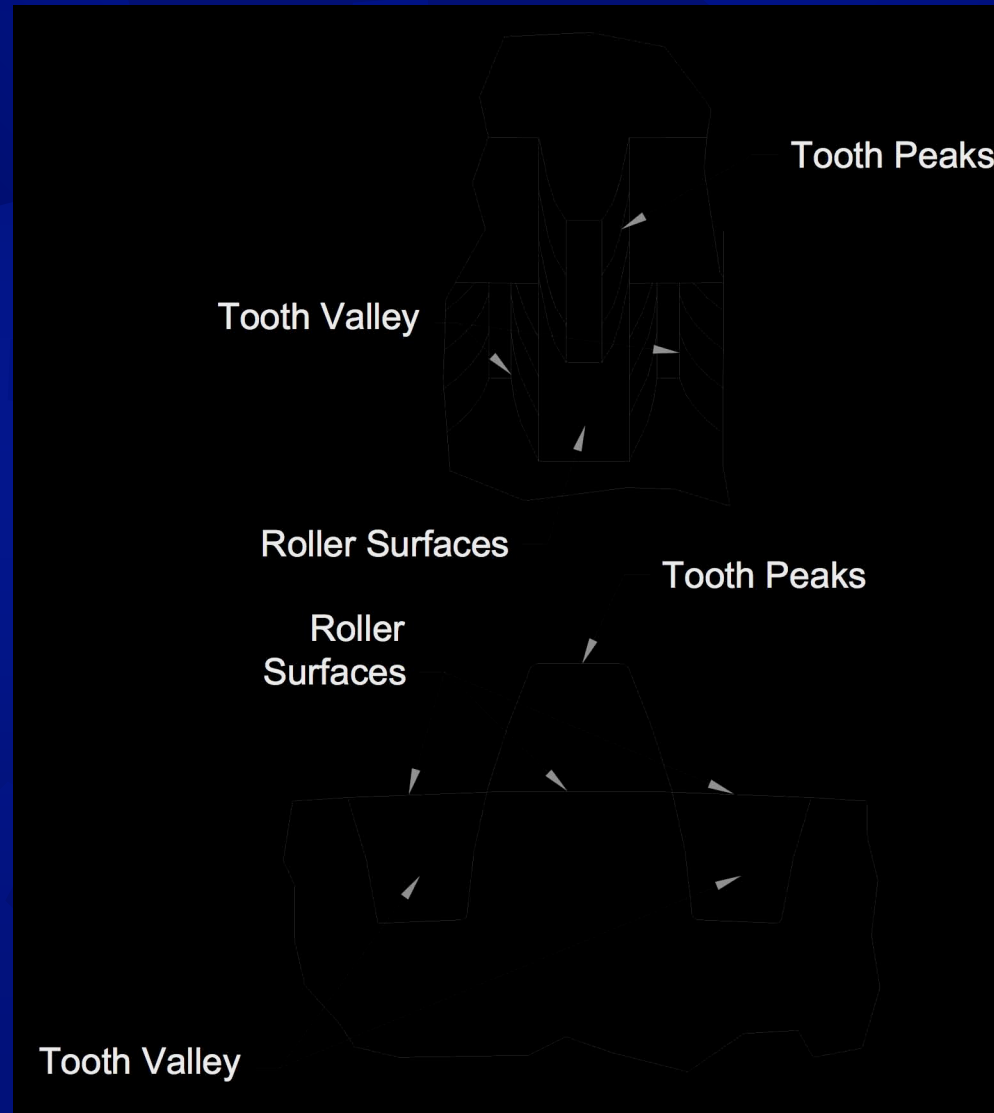 Tooth Peaks
Tooth Valley
Roller Surfaces
Tooth Peaks
Roller
Surfaces
Tooth Valley